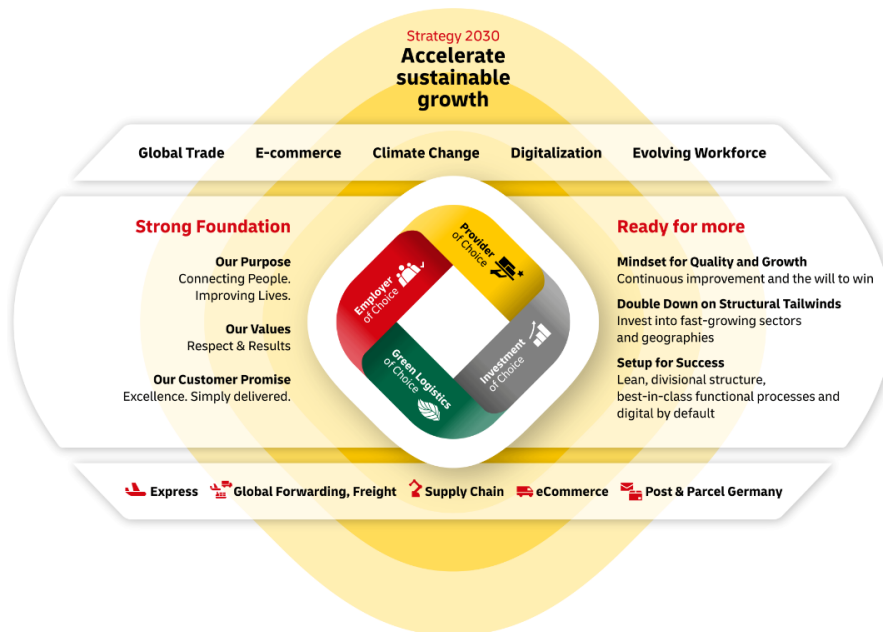 Strategy 2030
Accelerate
sustainable
growth
Global Trade
E-commerce
Climate Change
Digitalization
Evolving Workforce
Strong Foundation
Our Purpose
Connecting People.
Improving Lives.
Our Values
Respect & Results
Our Customer Promise
Excellence. Simply delivered.
Employer
of Choice
Provider
of Choice
Green Logistics
of Choice
Investment
of Choice
Ready for more
Mindset for Quality and Growth
Continuous improvement and the will to win
Double Down on Structural Tailwinds
Invest into fast-growing sectors
and geographies
Setup for Success
Lean, divisional structure,
best-in-class functional processes and
digital by default
Express
Global Forwarding, Freight
Supply Chain
eCommerce
Post & Parcel Germany